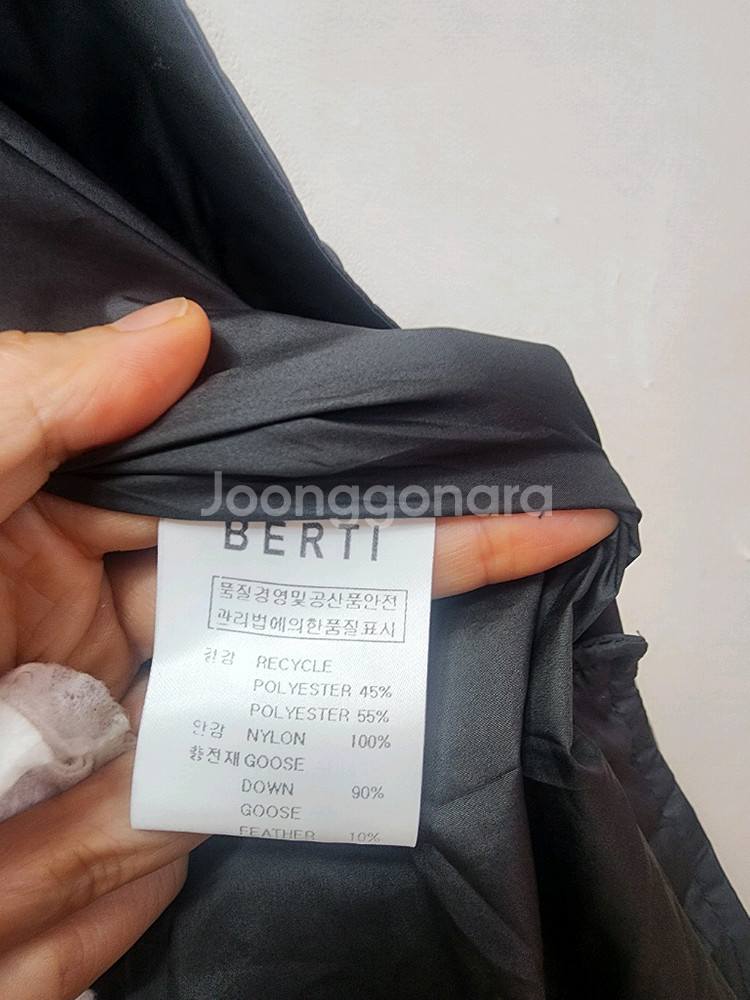 Joonggonara
BERTI
품질경영및공산품안전
관리법에의한품질표시
겉감 RECYCLE
POLYESTER 45%
POLYESTER 55%
안감 NYLON 100%
충전재 GOOSE
DOWN 90%
GOOSE
FEATHER 10%